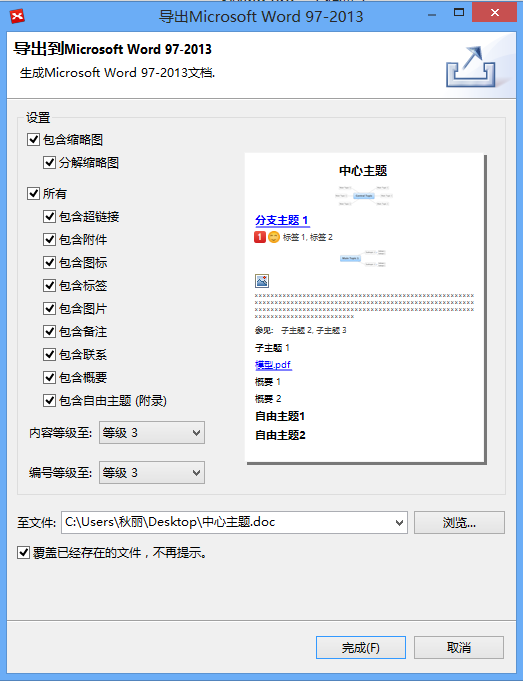 导出Microsoft Word 97-2013
导出到Microsoft Word 97-2013
生成Microsoft Word 97-2013文档.
设置
包含缩略图
分解缩略图
所有
包含超链接
包含附件
包含图标
包含标签
包含图片
包含备注
包含联系
包含概要
包含自由主题 (附录)
内容等级至: 等级 3
编号等级至: 等级 3
中心主题
分支主题 1
1 标签 1, 标签 2
参见: 子主题 2, 子主题 3
子主题 1
模型.pdf
概要 1
概要 2
自由主题1
自由主题2
至文件: C:\Users\秋丽\Desktop\中心主题.doc 浏览...
覆盖已经存在的文件，不再提示。
完成(F) 取消